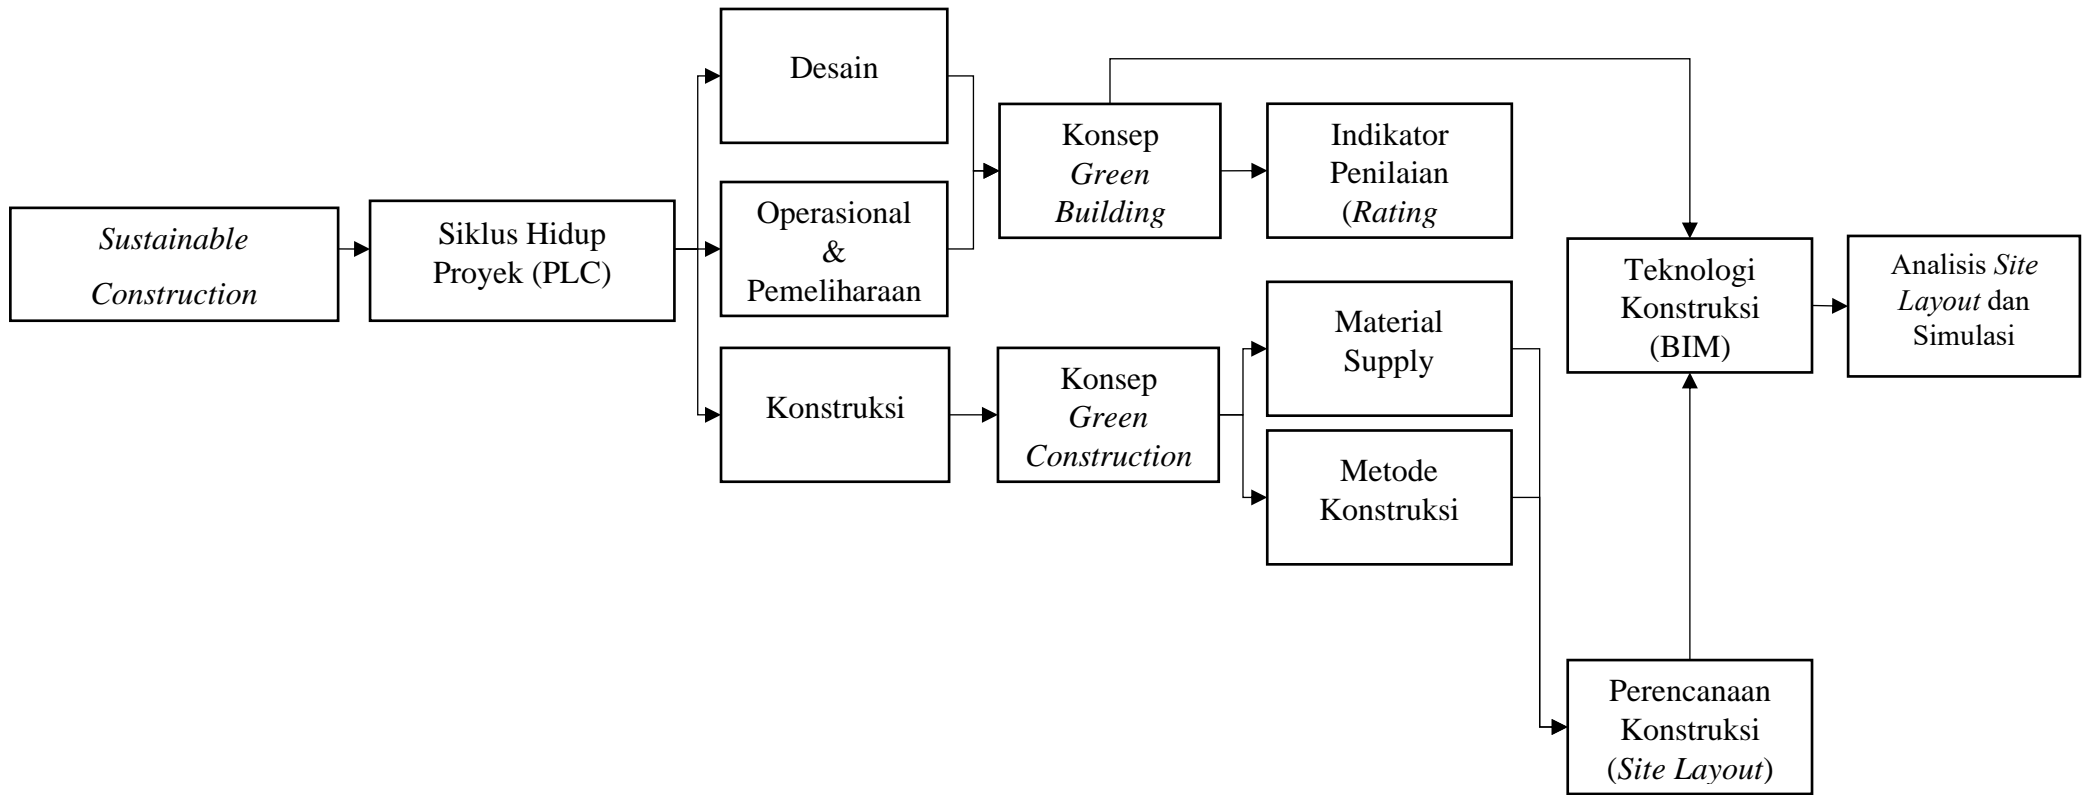 Sustainable
Construction
Siklus Hidup
Proyek (PLC)
Desain
Operasional
&
Pemeliharaan
Konstruksi
Konsep
Green
Building
Konsep
Green
Construction
Indikator
Penilaian
(Rating
Material
Supply
Metode
Konstruksi
Teknologi
Konstruksi
(BIM)
Perencanaan
Konstruksi
(Site Layout)
Analisis Site
Layout dan
Simulasi